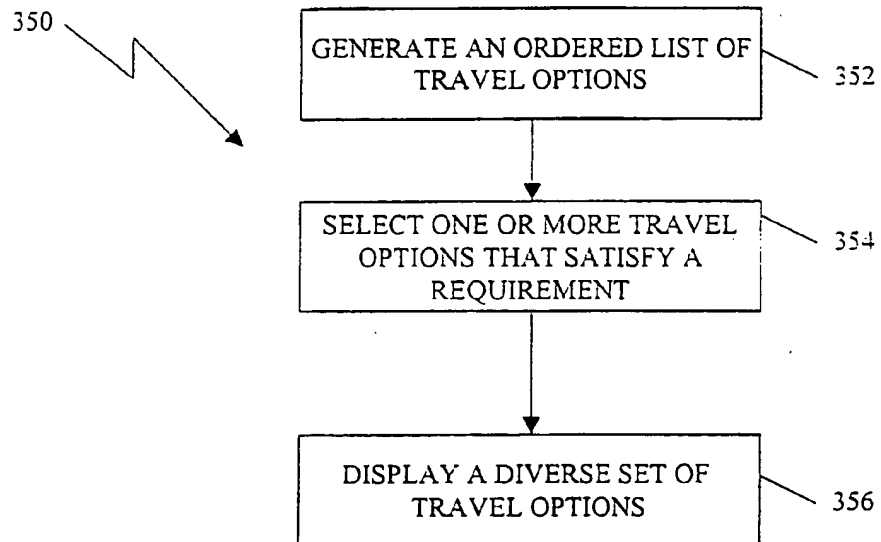 350
GENERATE AN ORDERED LIST OF
TRAVEL OPTIONS
352
SELECT ONE OR MORE TRAVEL
OPTIONS THAT SATISFY A
REQUIREMENT
354
DISPLAY A DIVERSE SET OF
TRAVEL OPTIONS
356